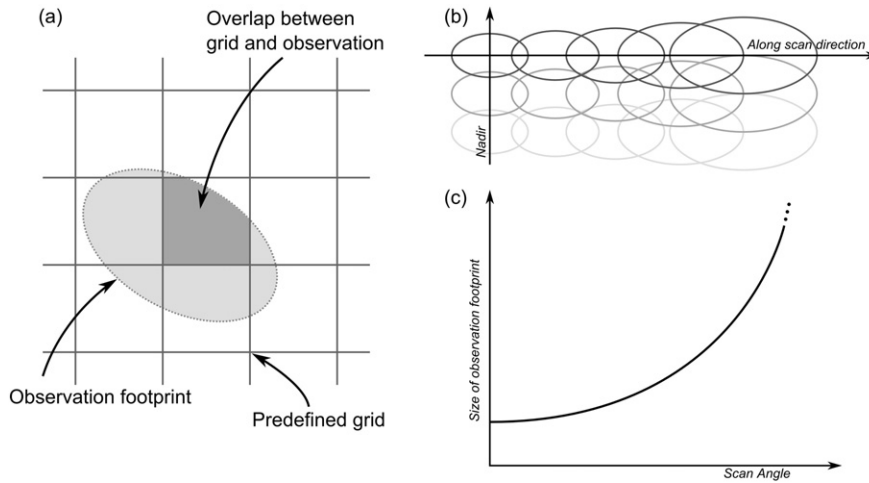 (a)
Overlap between
grid and observation
Observation footprint
Predefined grid
(b)
Along scan direction
Nadir
(c)
Size of observation footprint
Scan Angle